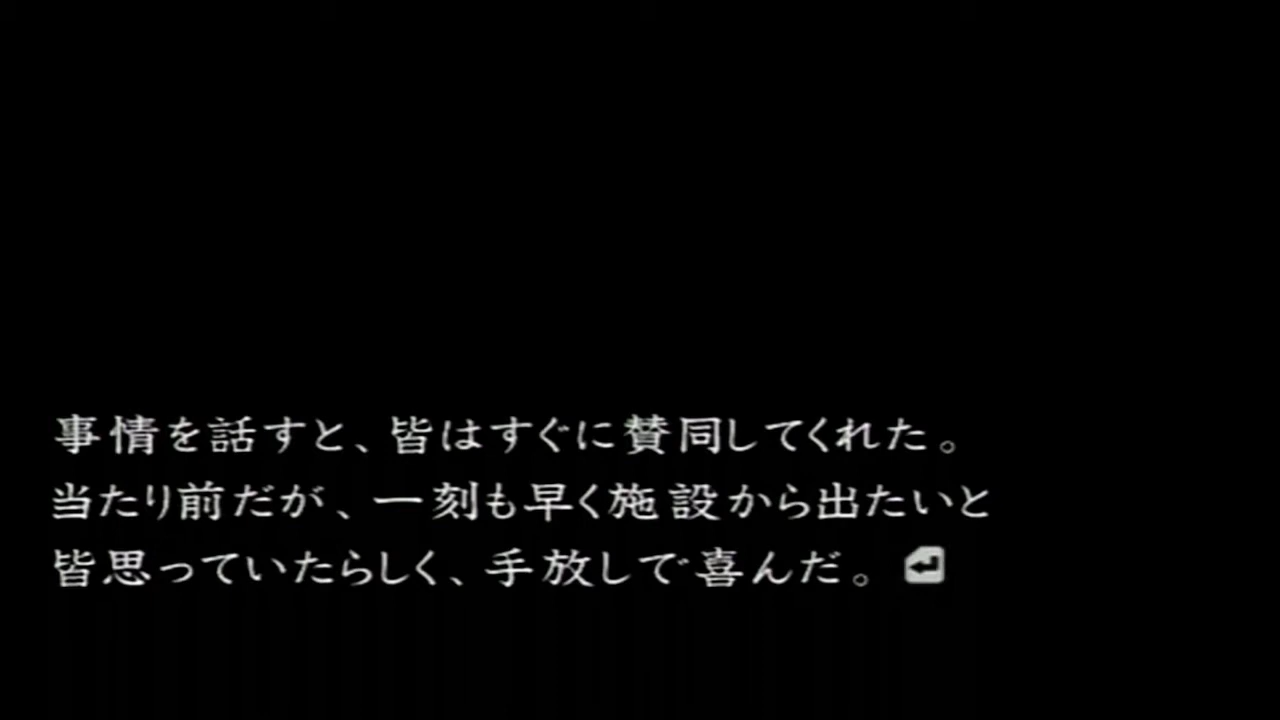 事情を話すと、皆はすぐに賛同してくれた。
当たり前だが、一刻も早く施設から出たいと
皆思っていたらしく、手放しで喜んだ。